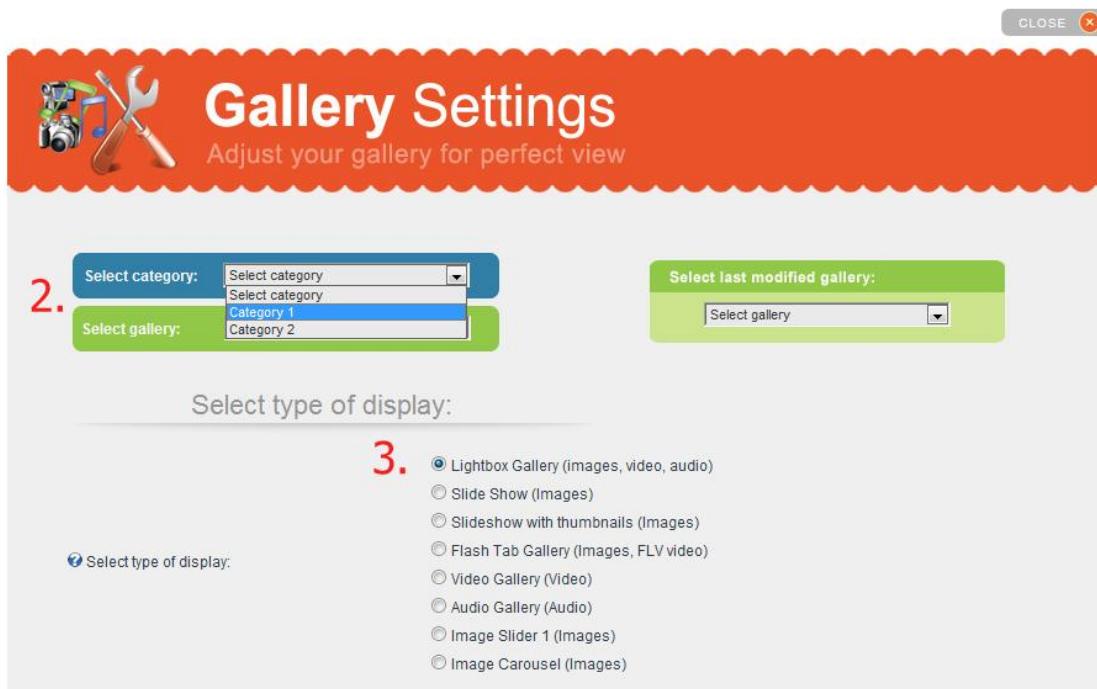 CLOSE
Gallery Settings
Adjust your gallery for perfect view
2.
Select category:
Select category
Select category
Category 1
Category 2
Select gallery:
Select last modified gallery:
Select gallery
Select type of display:
3.
Select type of display:
Lightbox Gallery (images, video, audio)
Slide Show (Images)
Slideshow with thumbnails (Images)
Flash Tab Gallery (Images, FLV video)
Video Gallery (Video)
Audio Gallery (Audio)
Image Slider 1 (Images)
Image Carousel (Images)